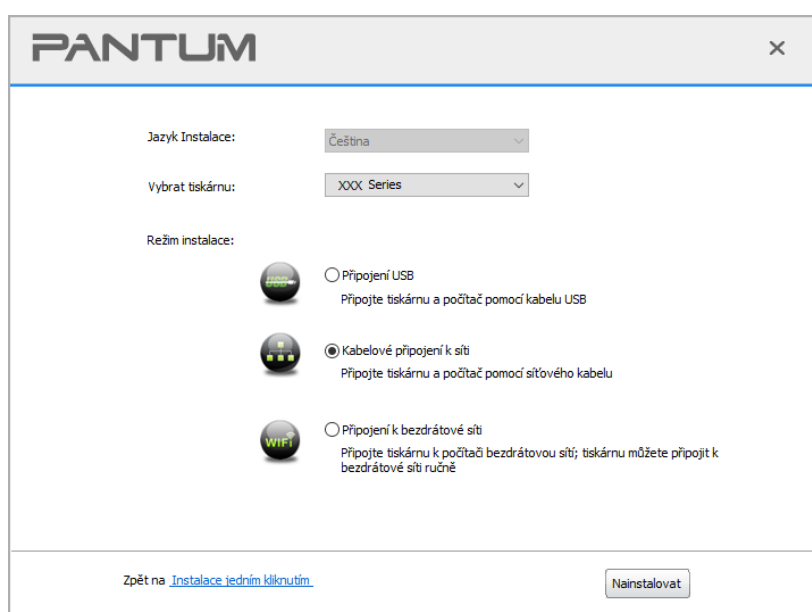 PANTUM
Jazyk Instalace:
Čeština
Vybrat tiskárnu:
XXX Series
Režim instalace:
USB
Připojení USB
Připojte tiskárnu a počítač pomocí kabelu USB
Kabelové připojení k síti
Připojte tiskárnu a počítač pomocí síťového kabelu
WiFi
Připojení k bezdrátové síti
Připojte tiskárnu k počítači bezdrátovou sítí; tiskárnu můžete připojit k
bezdrátové síti ručně
Zpět na Instalace jedním kliknutím
Nainstalovat